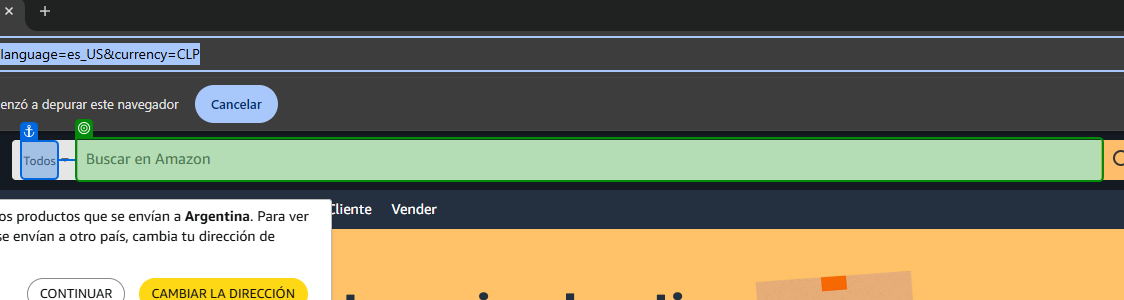 language=es_US&currency=CLP
enzó a depurar este navegador
Cancelar
Todos
Buscar en Amazon
Cliente
Vender
os productos que se envían a Argentina. Para ver
se envían a otro país, cambia tu dirección de
CONTINUAR
CAMBIAR LA DIRECCIÓN